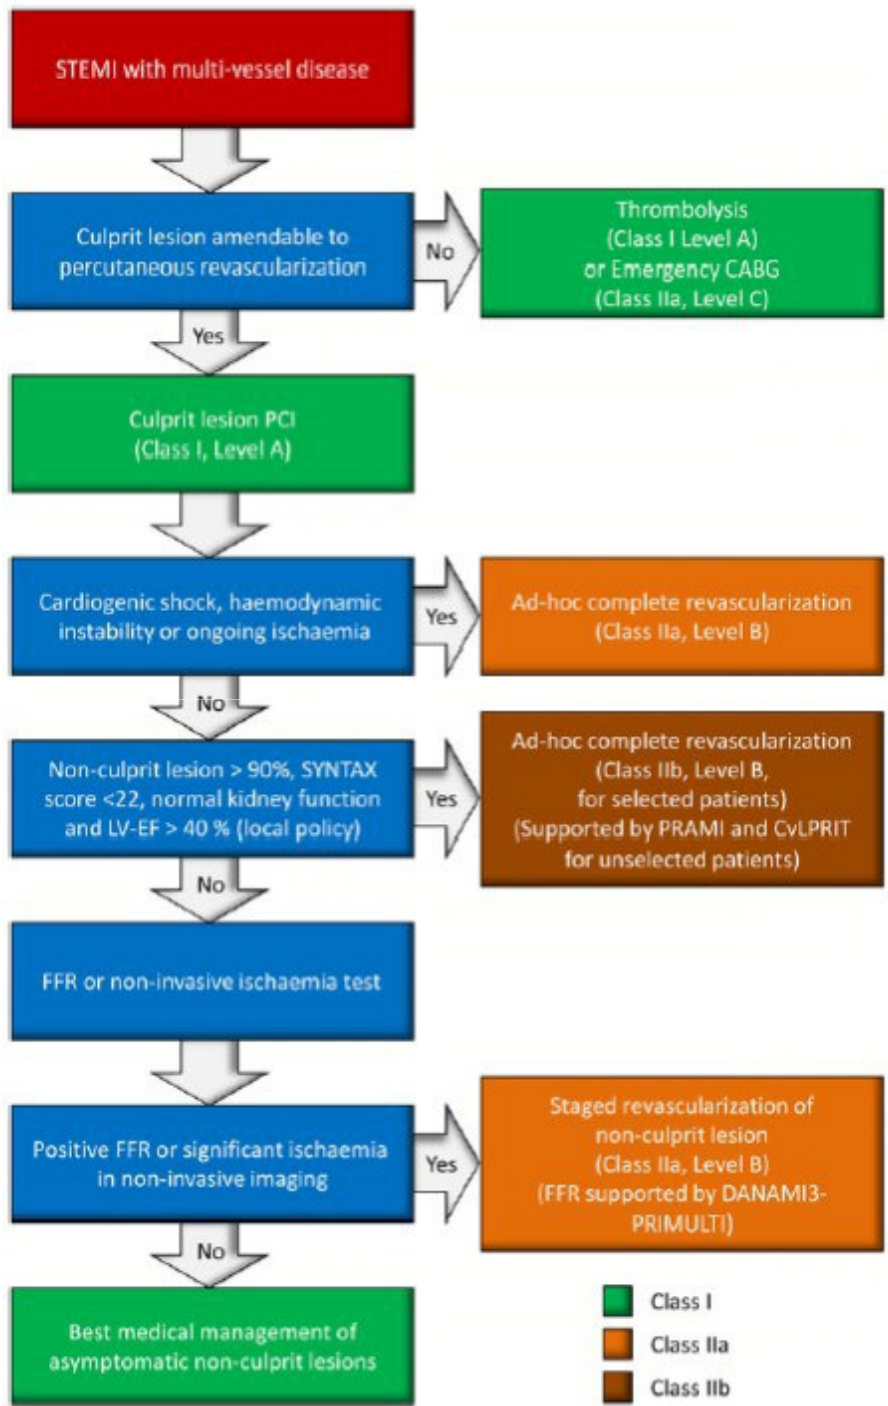 STEMI with multi-vessel disease
Culprit lesion amendable to
percutaneous revascularization
No
Thrombolysis
(Class I Level A)
or Emergency CABG
(Class IIa, Level C)
Yes
Culprit lesion PCI
(Class I, Level A)
Cardiogenic shock, haemodynamic
instability or ongoing ischaemia
Yes
Ad-hoc complete revascularization
(Class IIa, Level B)
No
Non-culprit lesion > 90%, SYNTAX
score <22, normal kidney function
and LV-EF > 40 % (local policy)
Yes
Ad-hoc complete revascularization
(Class IIb, Level B,
for selected patients)
(Supported by PRAMI and CvLPRIT
for unselected patients)
No
FFR or non-invasive ischaemia test
Positive FFR or significant ischaemia
in non-invasive imaging
Yes
Staged revascularization of
non-culprit lesion
(Class IIa, Level B)
(FFR supported by DANAMI3-
PRIMULTI)
No
Best medical management of
asymptomatic non-culprit lesions
Class I
Class IIa
Class IIb